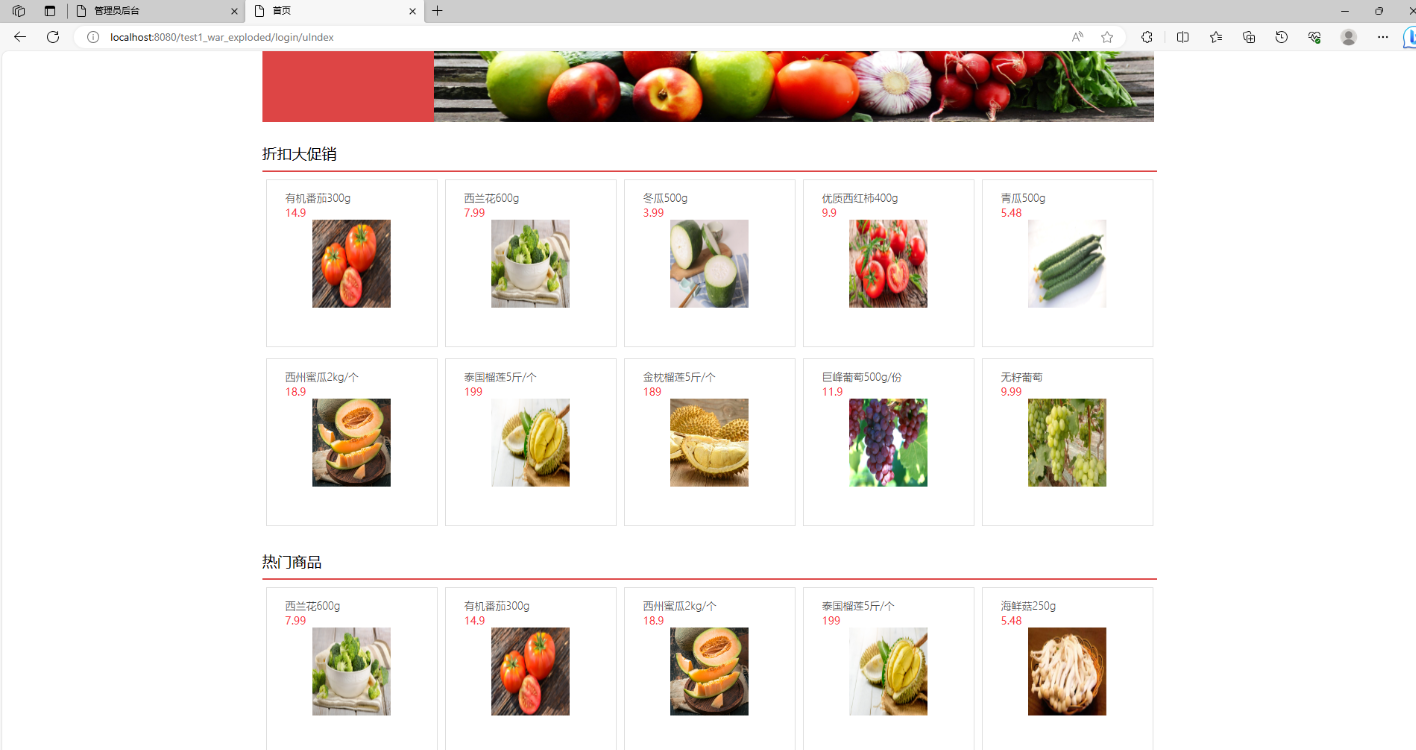 管理员后台
首页
localhost:8080/test1_war_exploded/login/uIndex
折扣大促销
有机番茄300g
14.9
西兰花600g
7.99
冬瓜500g
3.99
优质西红柿400g
9.9
青瓜500g
5.48
西州蜜瓜2kg/个
18.9
泰国榴莲5斤/个
199
金枕榴莲5斤/个
189
巨峰葡萄500g/份
11.9
无籽葡萄
9.99
热门商品
西兰花600g
7.99
有机番茄300g
14.9
西州蜜瓜2kg/个
18.9
泰国榴莲5斤/个
199
海鲜菇250g
5.48